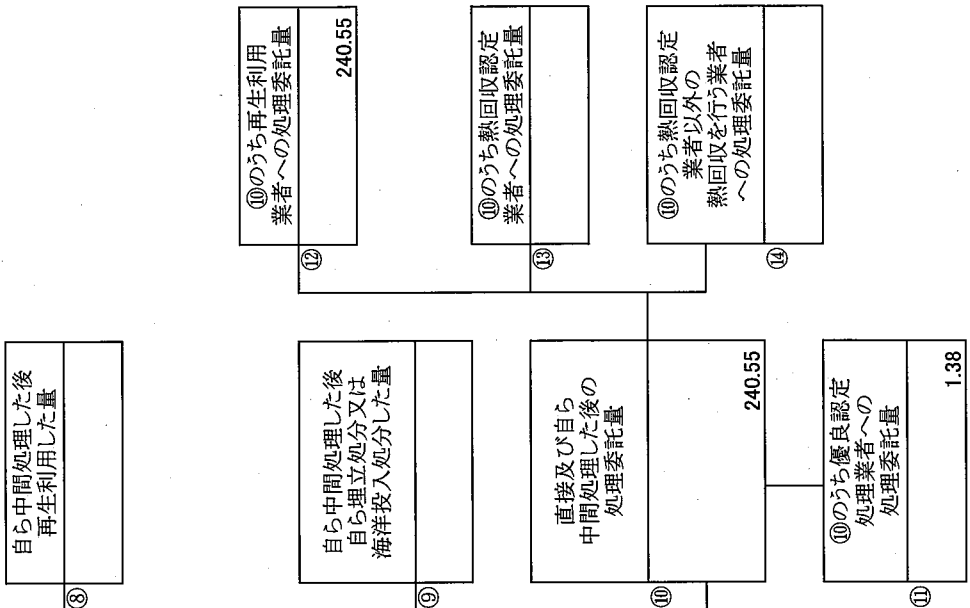 ⑧
自ら中間処理した後
再生利用した量
⑨
自ら中間処理した後
自ら埋立処分又は
海洋投入処分した量
⑩
直接及び自ら
中間処理した後の
処理委託量
240.55
⑪
⑩のうち優良認定
処理業者への
処理委託量
1.38
⑫
⑩のうち再生利用
業者への処理委託量
240.55
⑬
⑩のうち熱回収認定
業者への処理委託量
⑭
⑩のうち熱回収認定
業者以外の
熱回収を行う業者
への処理委託量